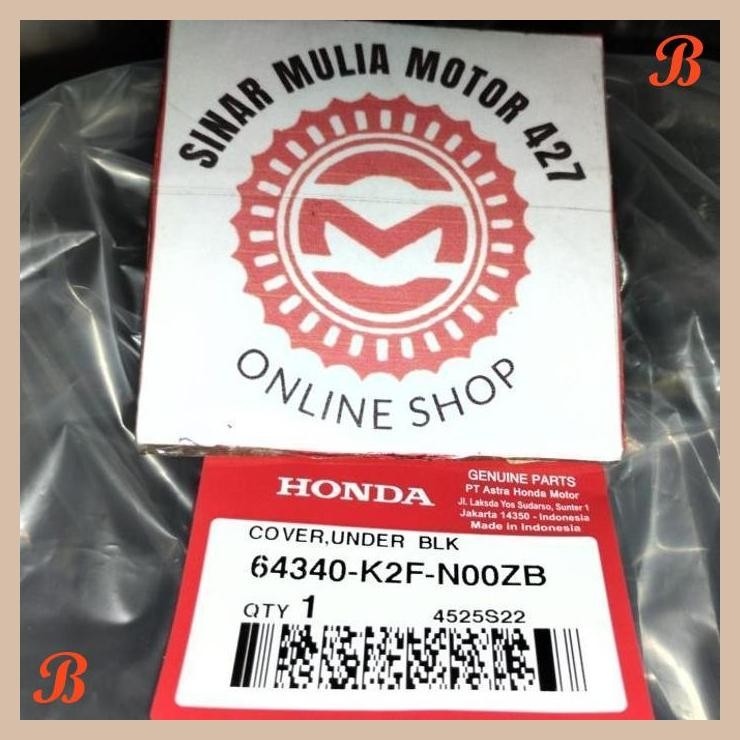 B
SINAR MULIA MOTOR 427
M
ONLINE SHOP
HONDA
GENUINE PARTS
PT Astra Honda Motor
Jl. Laksda Yos Sudarso, Sunter 1
Jakarta 14350 - Indonesia
Made in Indonesia
COVER,UNDER BLK
64340-K2F-N00ZB
QTY 1
4525S22
B